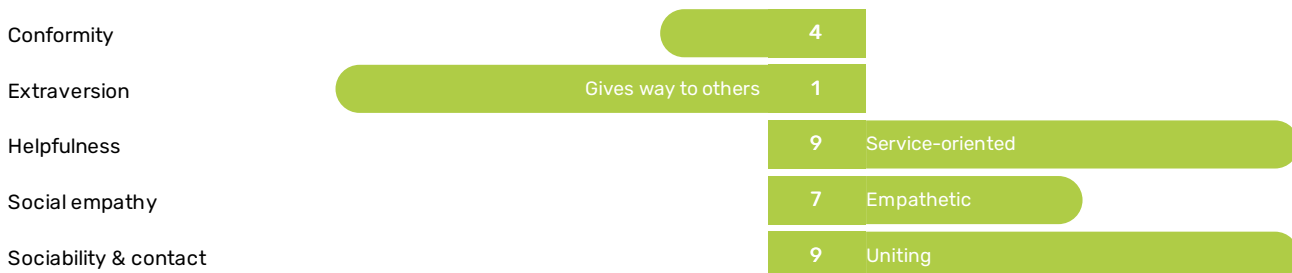 Conformity 4
Extraversion Gives way to others 1
Helpfulness 9 Service-oriented
Social empathy 7 Empathetic
Sociability & contact 9 Uniting